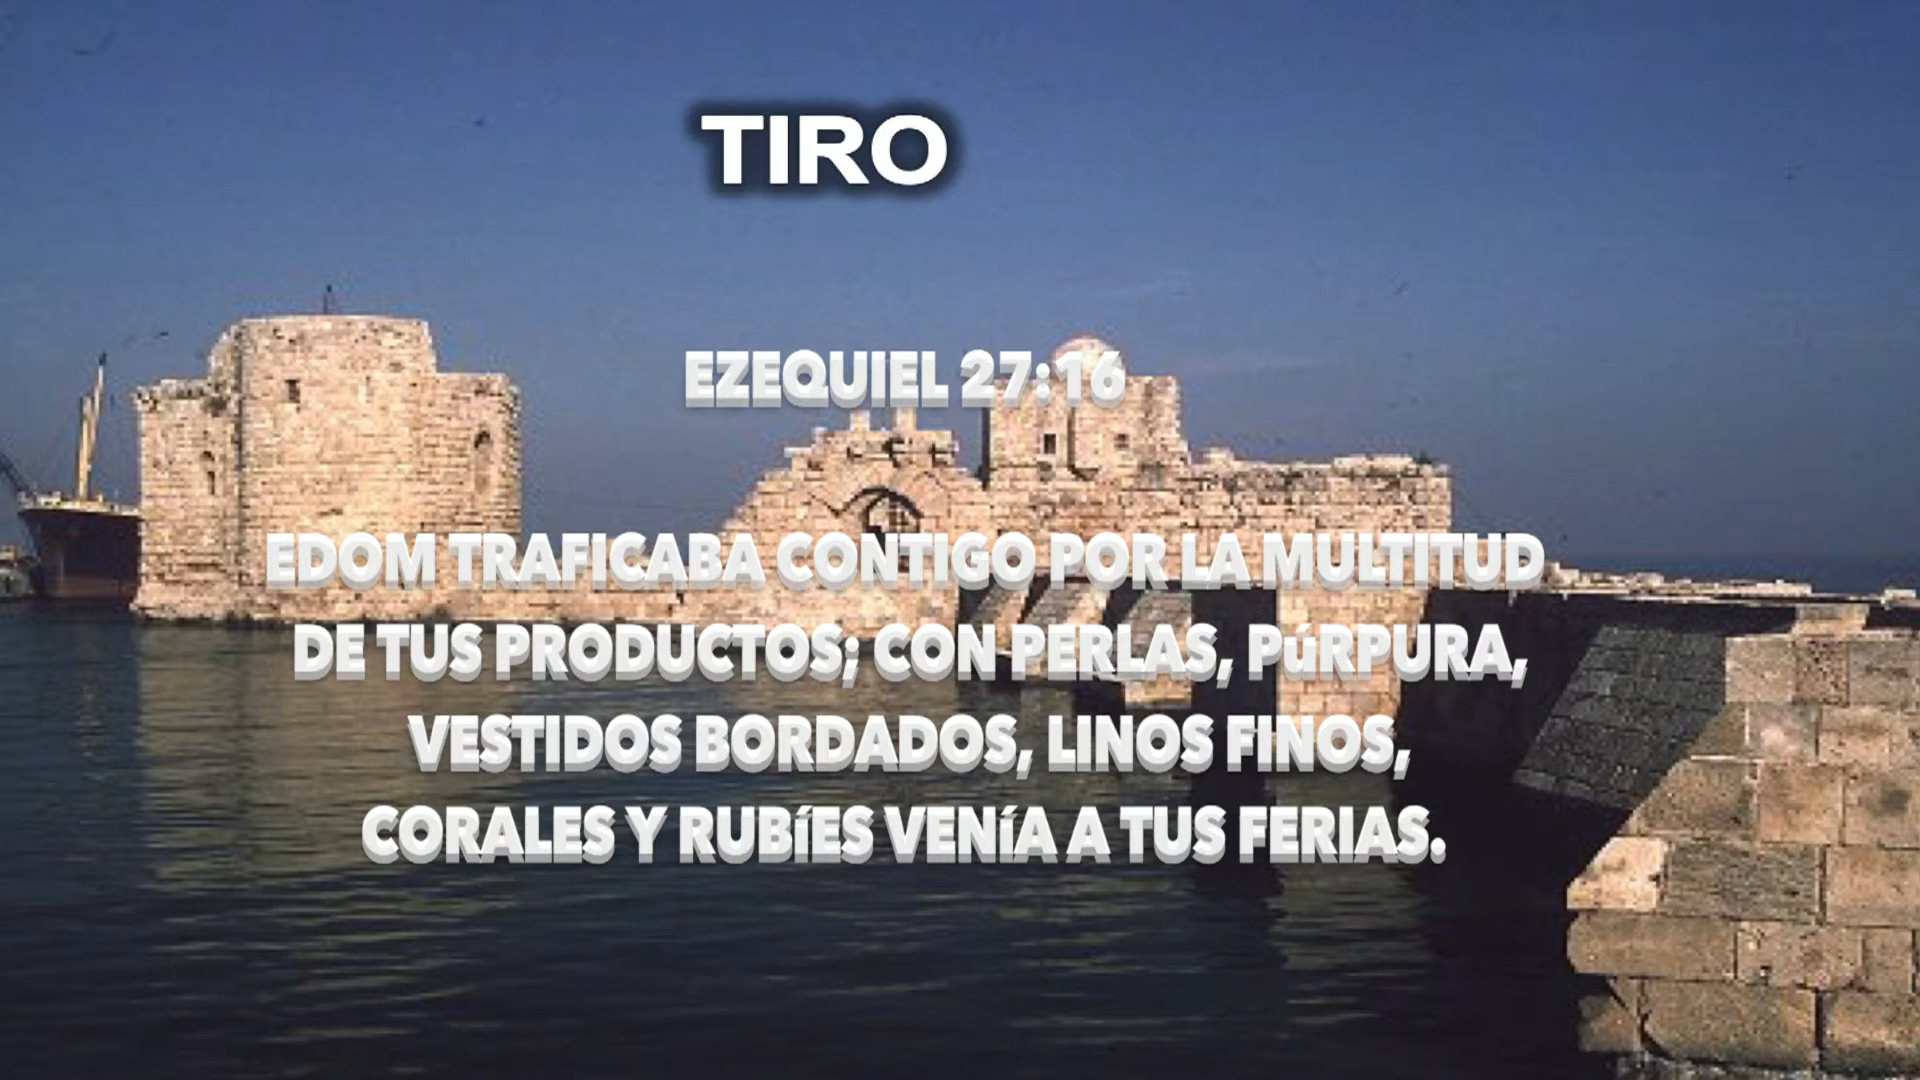 TIRO
EZEQUIEL 27:16
EDOM TRAFICABA CONTIGO POR LA MULTITUD
DE TUS PRODUCTOS; CON PERLAS, PúRPURA,
VESTIDOS BORDADOS, LINOS FINOS,
CORALES Y RUBíES VENíA A TUS FERIAS.